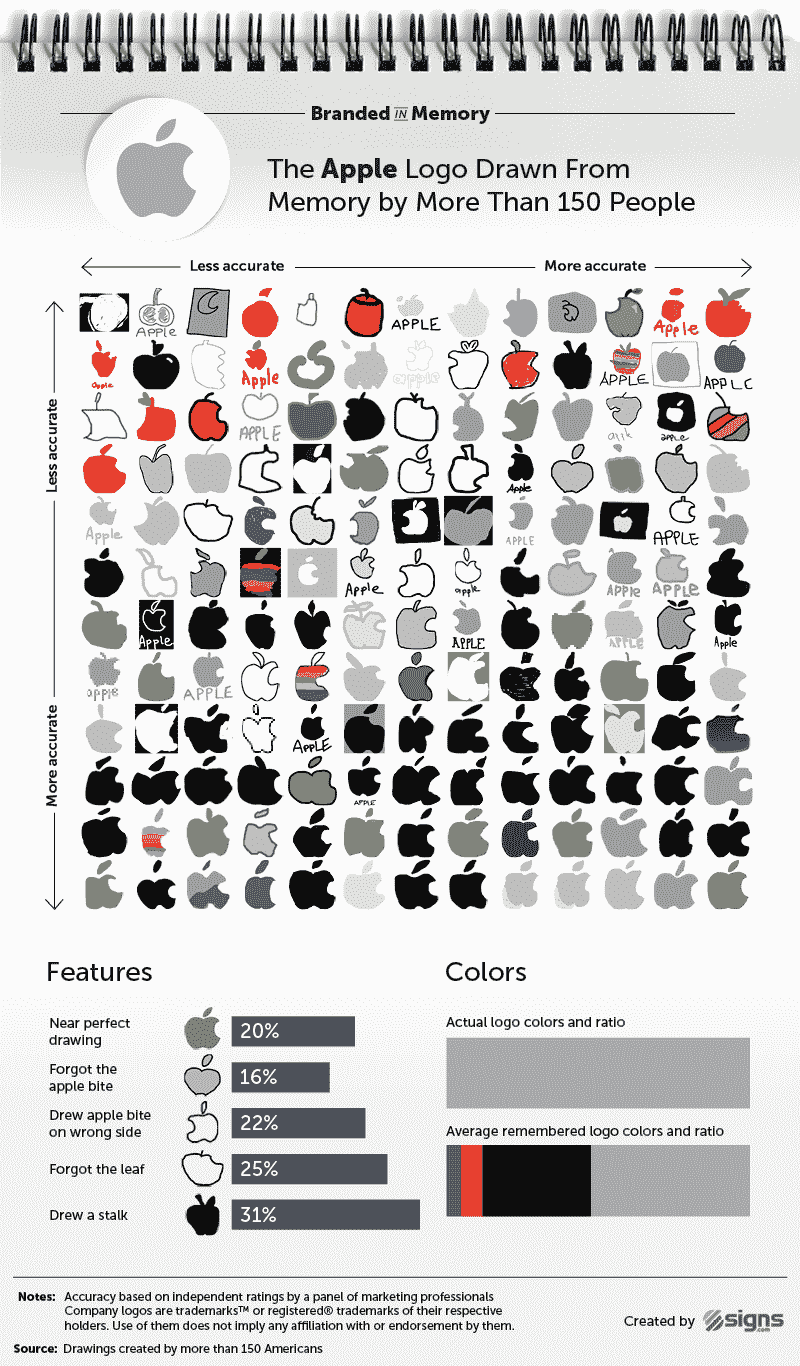 Branded IN Memory
The Apple Logo Drawn From
Memory by More Than 150 People
Less accurate
More accurate
Less accurate
More accurate
APPLE
APPLE
Apple
apple
Apple
apple
APPLE
APPLE
APPLE
apple
Apple
Apple
APPLE
APPLE
Apple
apple
Apple
APPLE
Apple
APPLE
APPLE
Apple
apple
APPLE
APPLE
APPLE
Features
Near perfect
drawing
20%
Forgot the
apple bite
16%
Drew apple bite
on wrong side
22%
Forgot the leaf
25%
Drew a stalk
31%
Colors
Actual logo colors and ratio
Average remembered logo colors and ratio
Notes: Accuracy based on independent ratings by a panel of marketing professionals
Company logos are trademarks™ or registered® trademarks of their respective
holders. Use of them does not imply any affiliation with or endorsement by them.
Source: Drawings created by more than 150 Americans
Created by signs.com